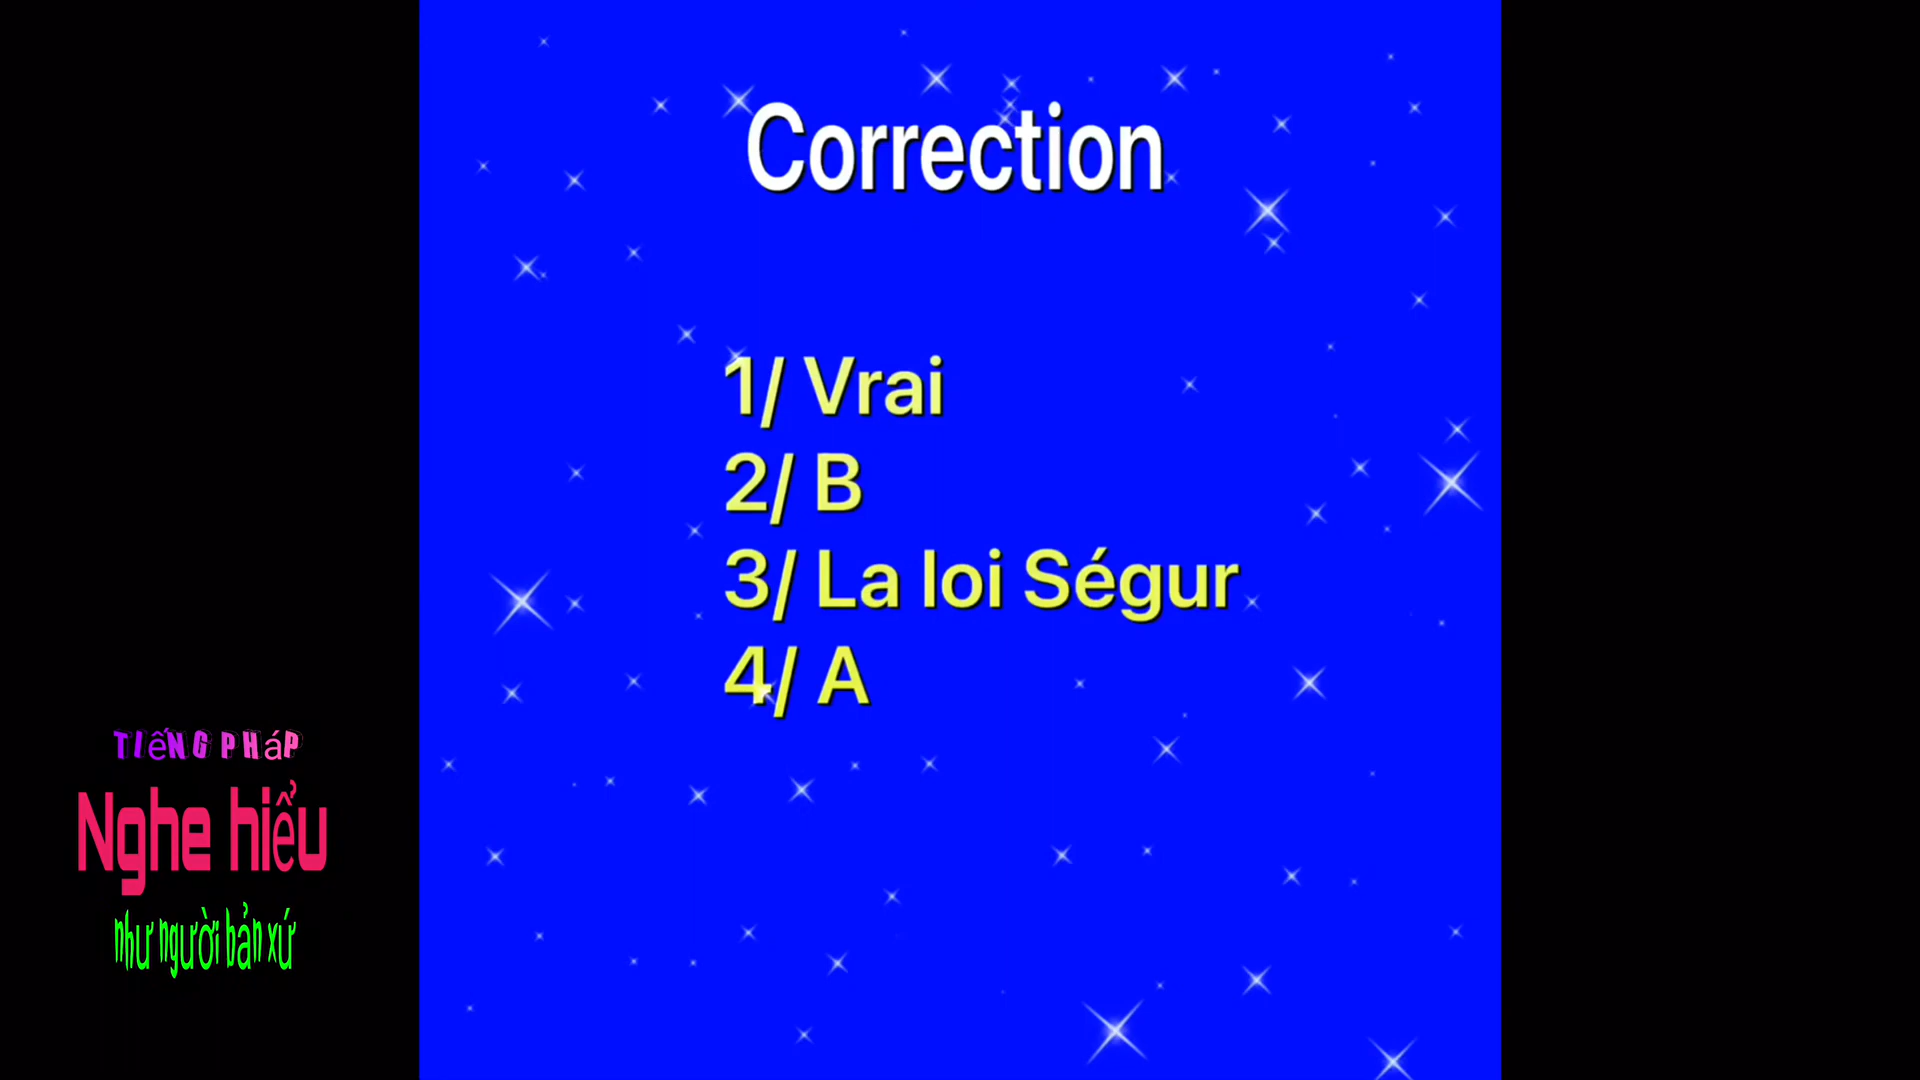 Correction
1/ Vrai
2/ B
3/ La loi Ségur
4/ A
TIếNG PHáP
Nghe hiểu
như người bản xứ